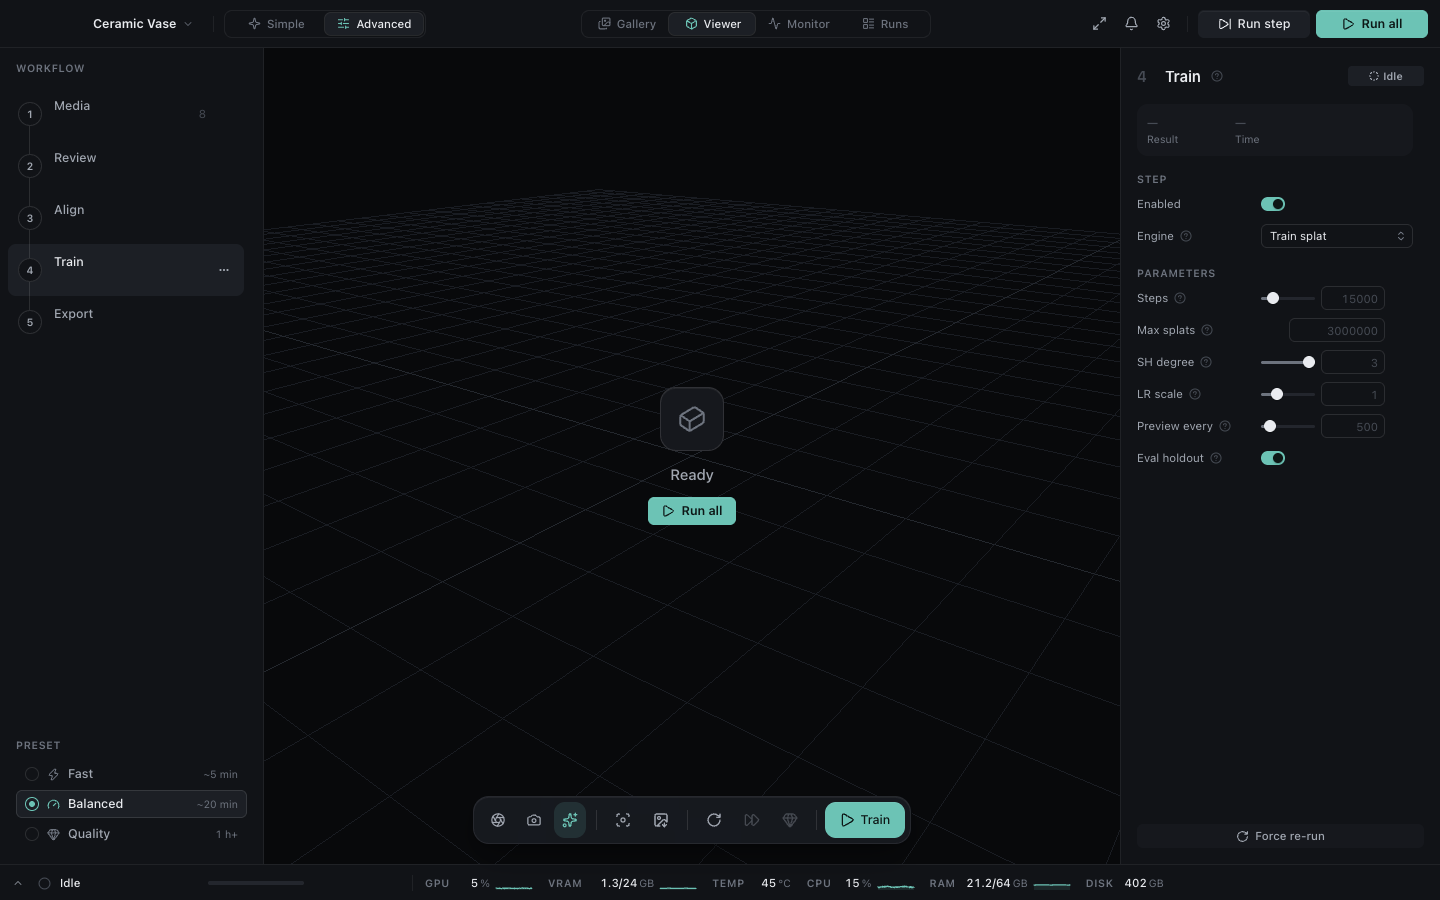 Ceramic Vase
Simple
Advanced
Gallery
Viewer
Monitor
Runs
Run step
Run all
WORKFLOW
1 Media 8
2 Review
3 Align
4 Train ...
5 Export
PRESET
Fast ~5 min
Balanced ~20 min
Quality 1 h+
Ready
Run all
Train
4 Train Idle
— —
Result Time
STEP
Enabled
Engine Train splat
PARAMETERS
Steps 15000
Max splats 3000000
SH degree 3
LR scale 1
Preview every 500
Eval holdout
Force re-run
Idle
GPU 5 %
VRAM 1.3/24 GB
TEMP 45 °C
CPU 15 %
RAM 21.2/64 GB
DISK 402 GB